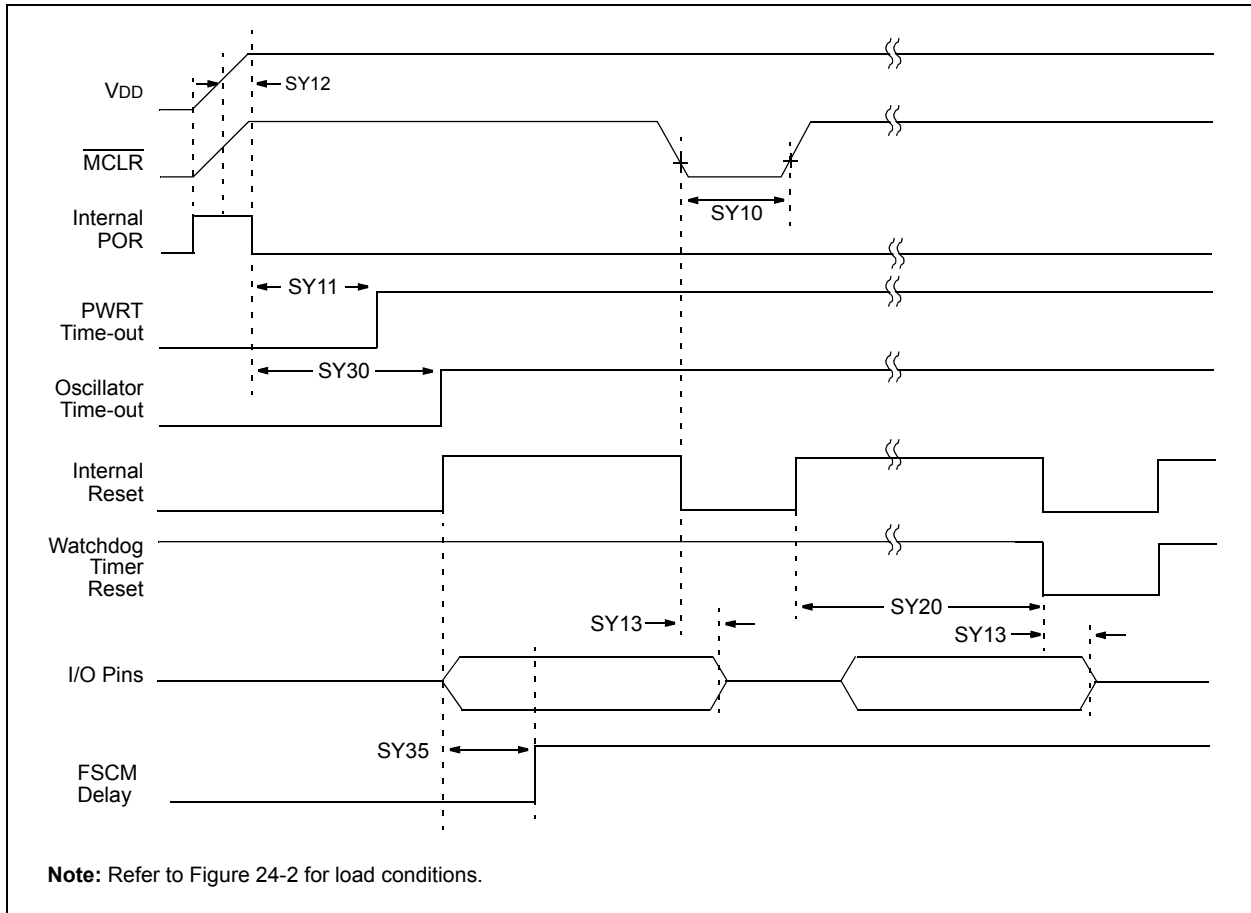 VDD
SY12
MCLR
SY10
Internal
POR
SY11
PWRT
Time-out
SY30
Oscillator
Time-out
Internal
Reset
Watchdog
Timer
Reset
SY20
SY13
SY13
I/O Pins
SY35
FSCM
Delay
Note: Refer to Figure 24-2 for load conditions.